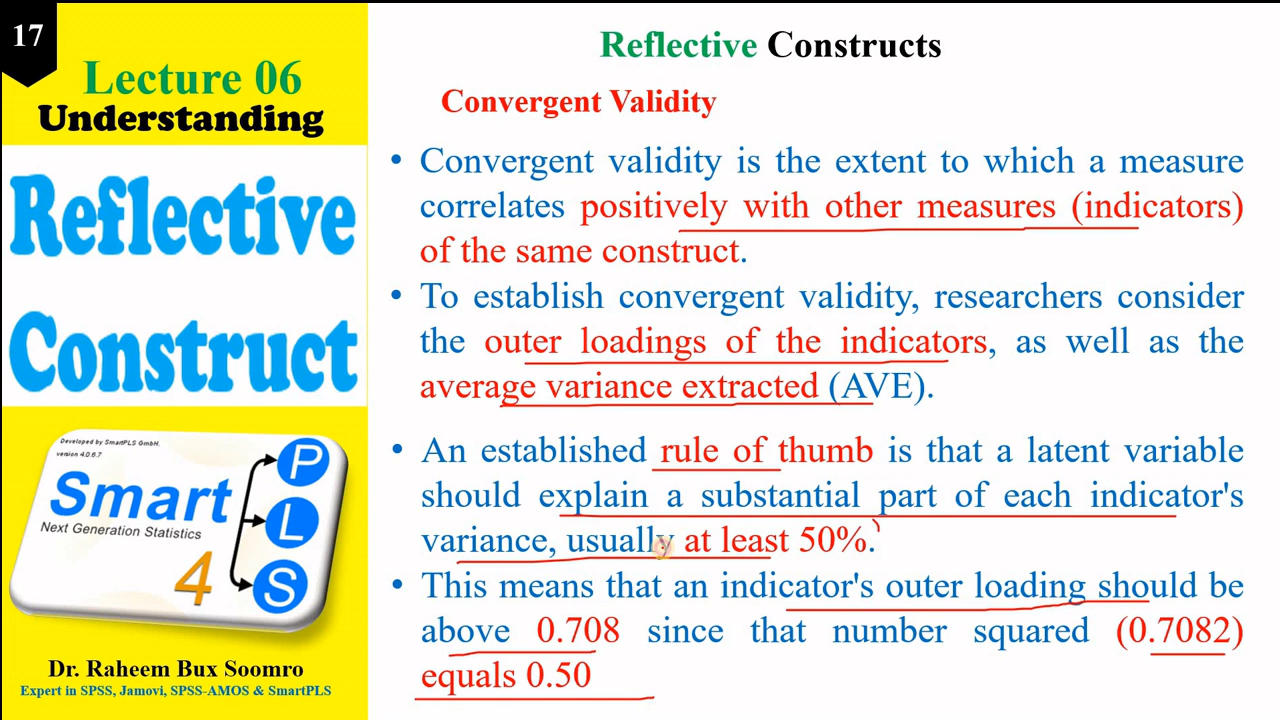 17
Lecture 06
Understanding
Reflective
Construct
Developed by SmartPLS GmbH.
version 4.0.6.7
Smart
Next Generation Statistics
4
P
L
S
Dr. Raheem Bux Soomro
Expert in SPSS, Jamovi, SPSS-AMOS & SmartPLS
Reflective Constructs
Convergent Validity
• Convergent validity is the extent to which a measure
correlates positively with other measures (indicators)
of the same construct.
• To establish convergent validity, researchers consider
the outer loadings of the indicators, as well as the
average variance extracted (AVE).
• An established rule of thumb is that a latent variable
should explain a substantial part of each indicator's
variance, usually at least 50%.
• This means that an indicator's outer loading should be
above 0.708 since that number squared (0.7082)
equals 0.50